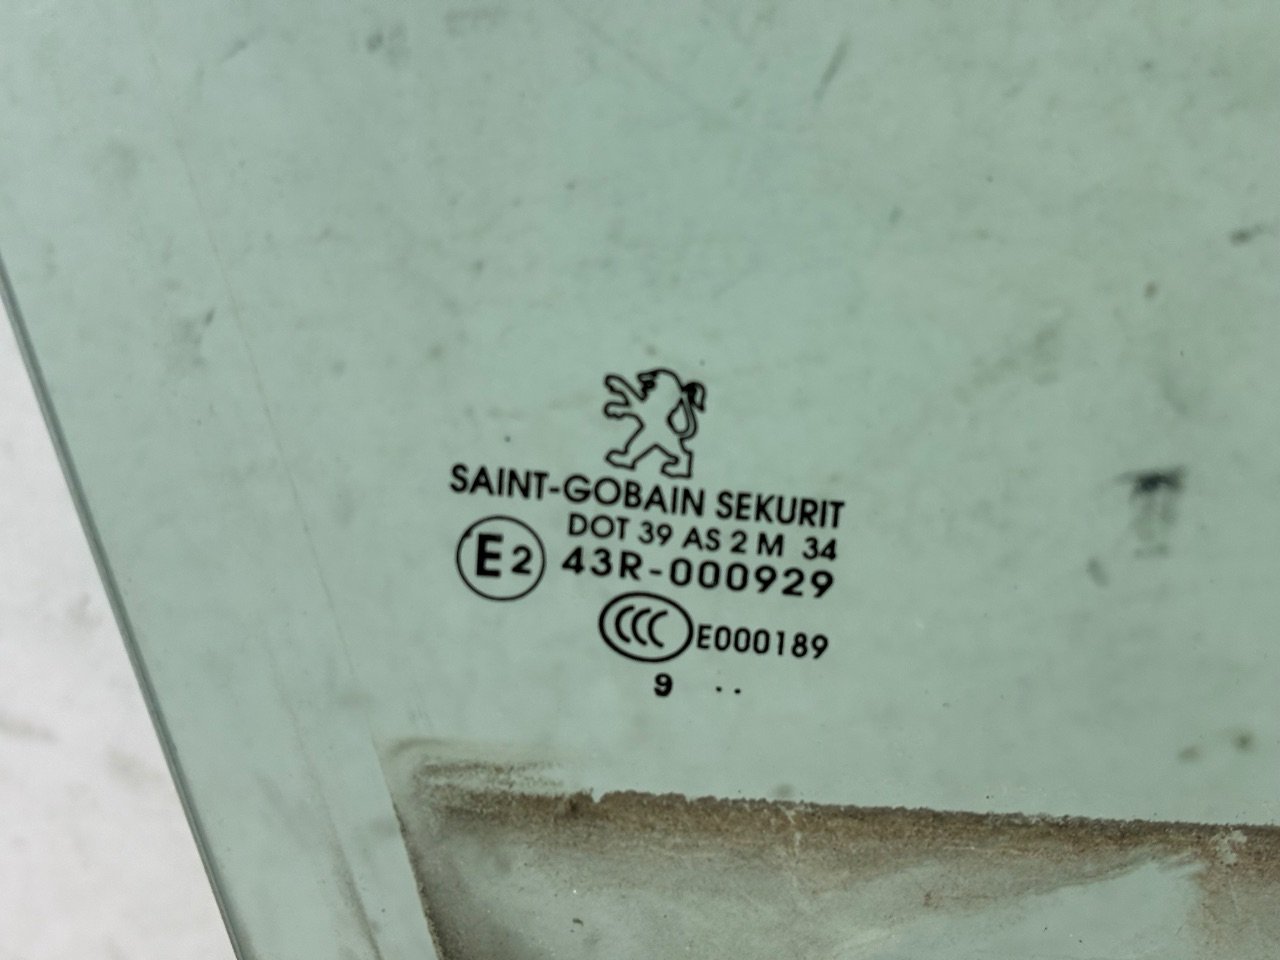 SAINT-GOBAIN SEKURIT
DOT 39 AS 2 M 34
E2 43R-000929
CCC E000189
9 ..